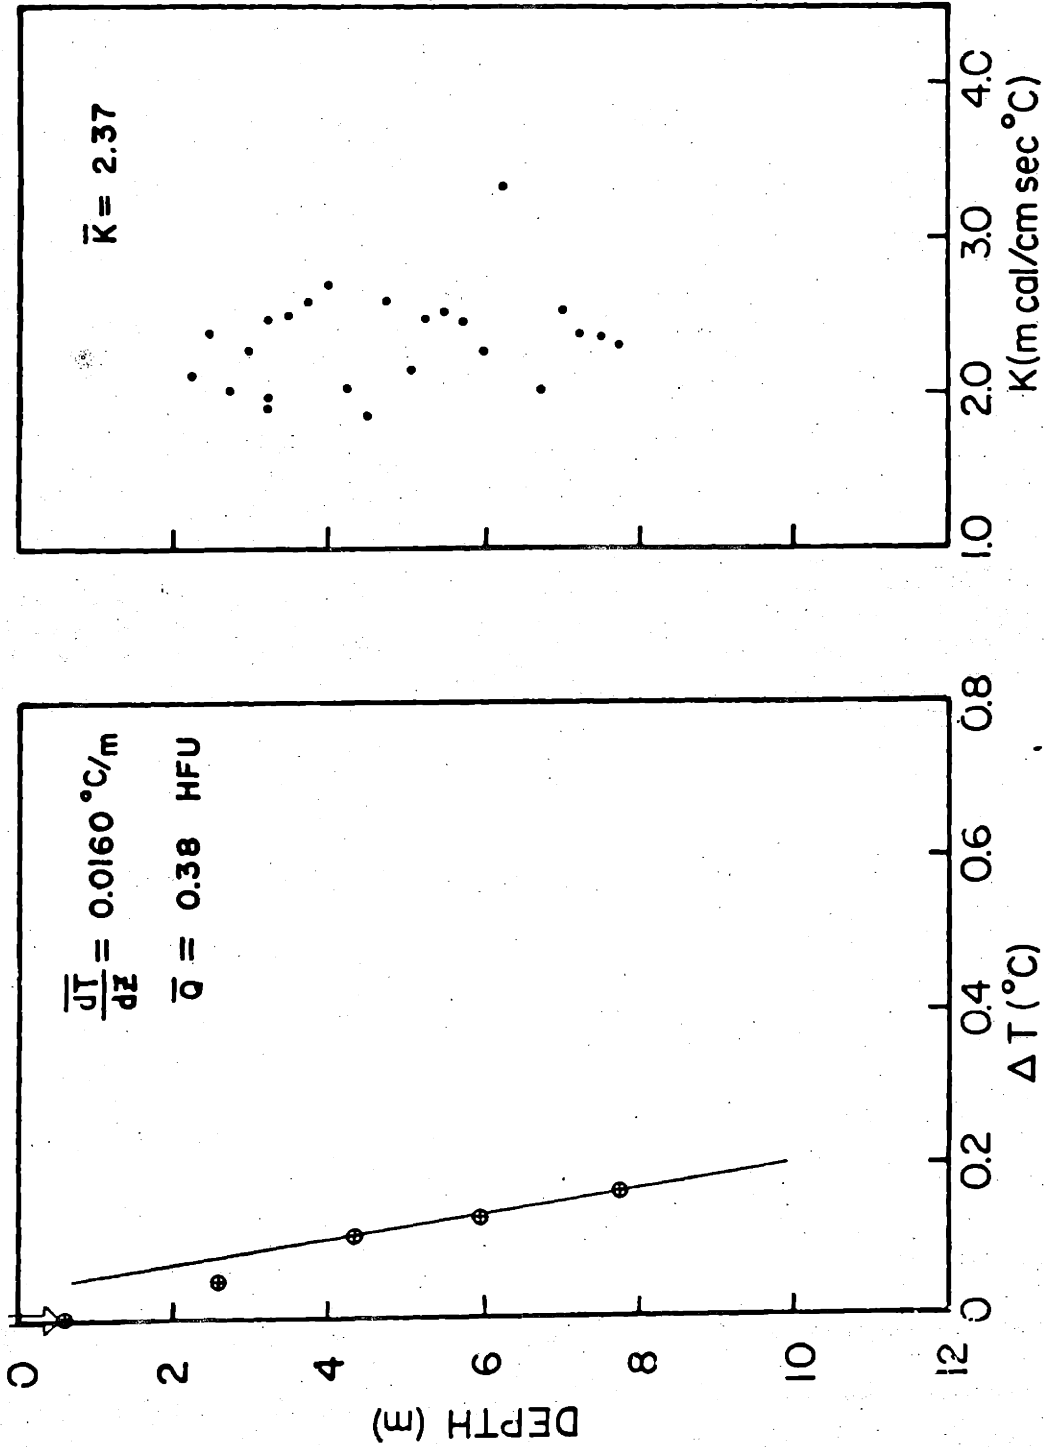 dT/dZ = 0.0160 °C/m
Q = 0.38 HFU
K = 2.37
0
2
4
6
8
10
12
DEPTH (m)
0
0.2
0.4
0.6
0.8
Δ T (°C)
1.0
2.0
3.0
4.0
K(m cal/cm sec °C)